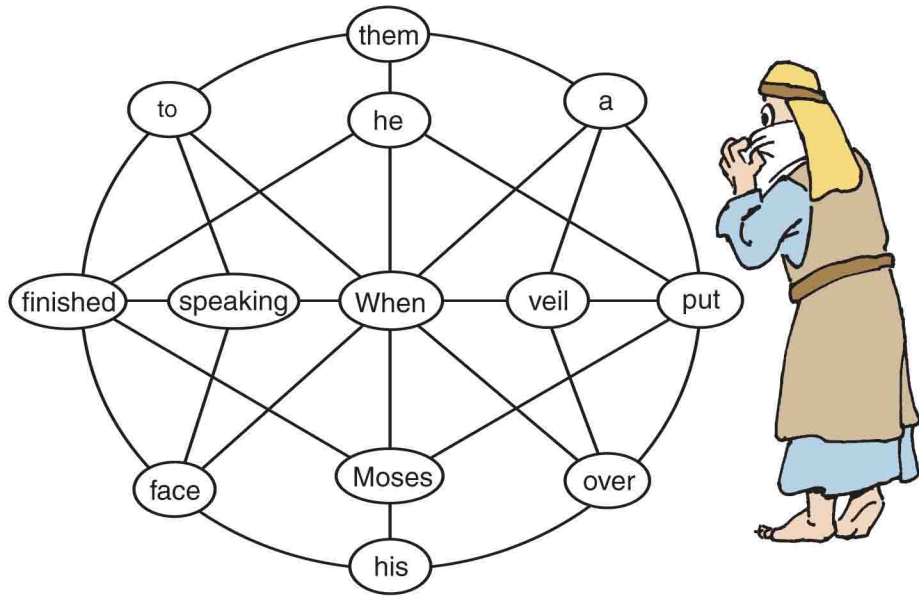 them
to
a
he
finished
speaking
When
veil
put
face
Moses
over
his